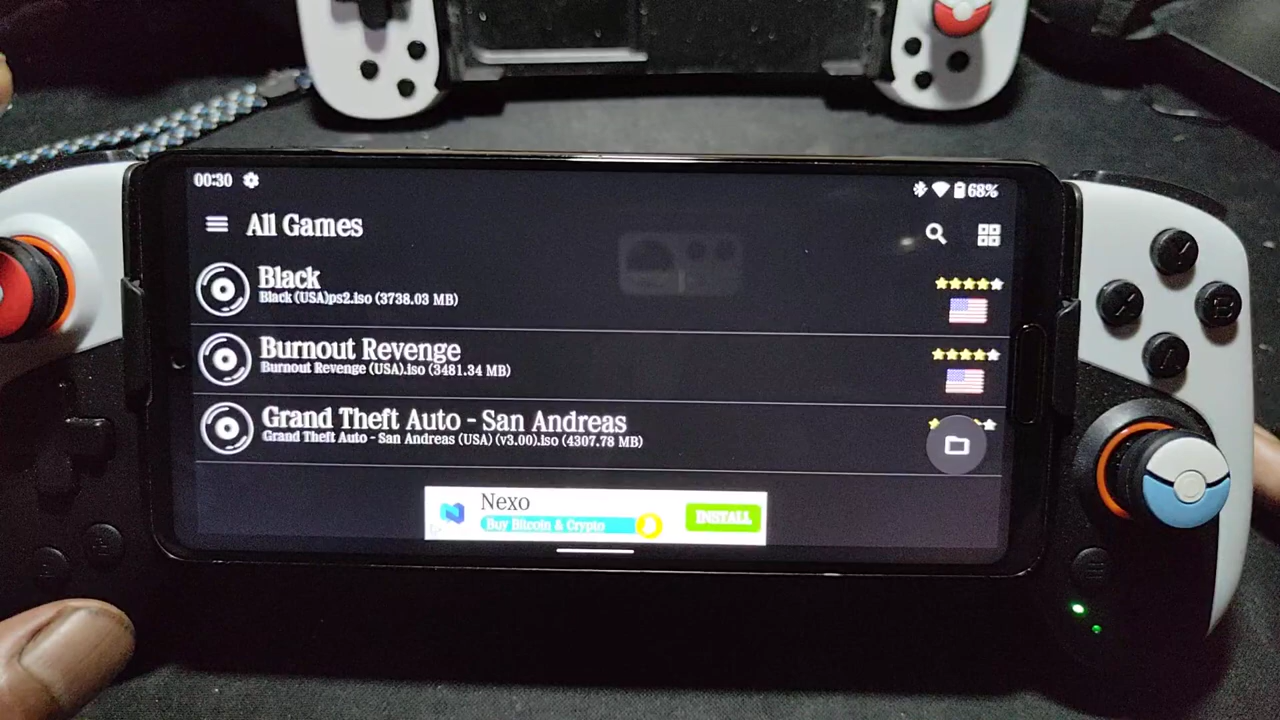 00:30
68%
All Games
Black
Black (USA)ps2.iso (3738.03 MB)
Burnout Revenge
Burnout Revenge (USA).iso (3481.34 MB)
Grand Theft Auto - San Andreas
Grand Theft Auto - San Andreas (USA) (v3.00).iso (4307.78 MB)
Nexo
Buy Bitcoin & Crypto
INSTALL
B